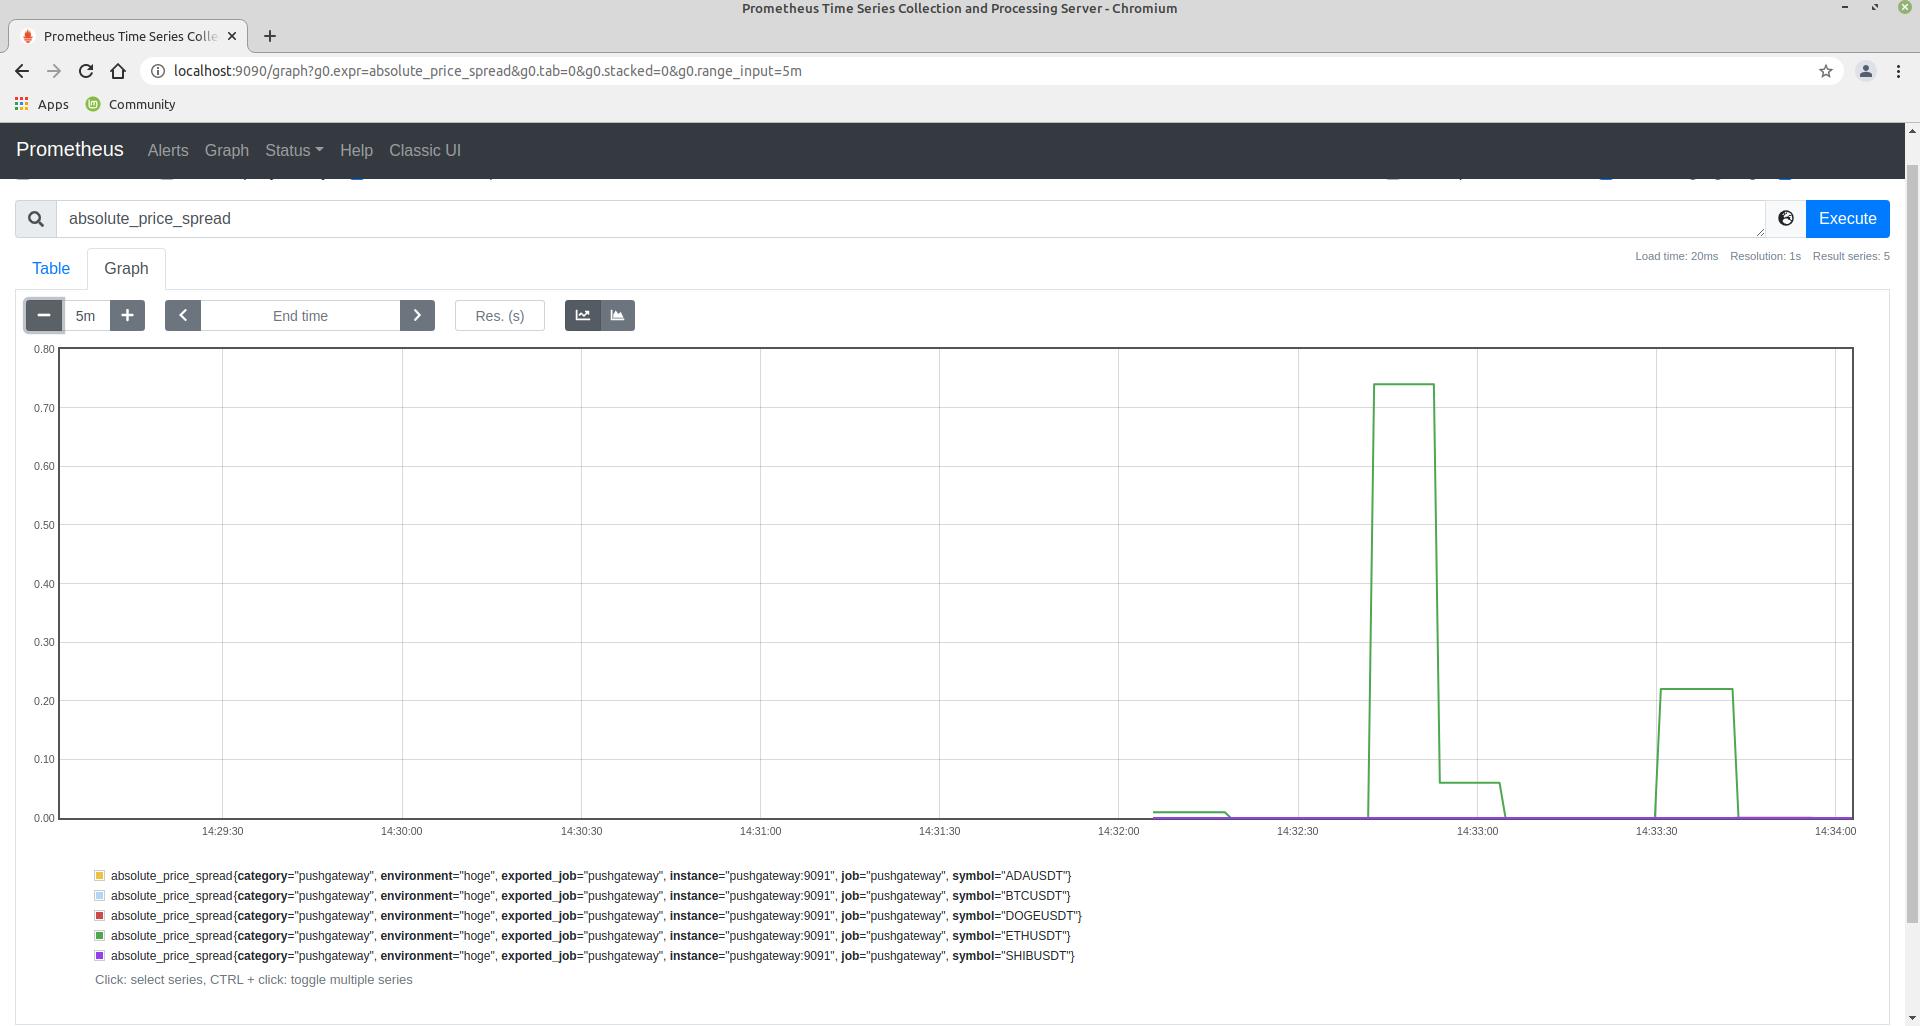 Prometheus Time Series Collection and Processing Server - Chromium
Prometheus Time Series Colle
localhost:9090/graph?g0.expr=absolute_price_spread&g0.tab=0&g0.stacked=0&g0.range_input=5m
Apps Community
Prometheus Alerts Graph Status Help Classic UI
absolute_price_spread Execute
Load time: 20ms Resolution: 1s Result series: 5
Table Graph
5m End time Res. (s)
0.80
0.70
0.60
0.50
0.40
0.30
0.20
0.10
0.00
14:29:30 14:30:00 14:30:30 14:31:00 14:31:30 14:32:00 14:32:30 14:33:00 14:33:30 14:34:00
absolute_price_spread{category="pushgateway", environment="hoge", exported_job="pushgateway", instance="pushgateway:9091", job="pushgateway", symbol="ADAUSDT"}
absolute_price_spread{category="pushgateway", environment="hoge", exported_job="pushgateway", instance="pushgateway:9091", job="pushgateway", symbol="BTCUSDT"}
absolute_price_spread{category="pushgateway", environment="hoge", exported_job="pushgateway", instance="pushgateway:9091", job="pushgateway", symbol="DOGEUSDT"}
absolute_price_spread{category="pushgateway", environment="hoge", exported_job="pushgateway", instance="pushgateway:9091", job="pushgateway", symbol="ETHUSDT"}
absolute_price_spread{category="pushgateway", environment="hoge", exported_job="pushgateway", instance="pushgateway:9091", job="pushgateway", symbol="SHIBUSDT"}
Click: select series, CTRL + click: toggle multiple series